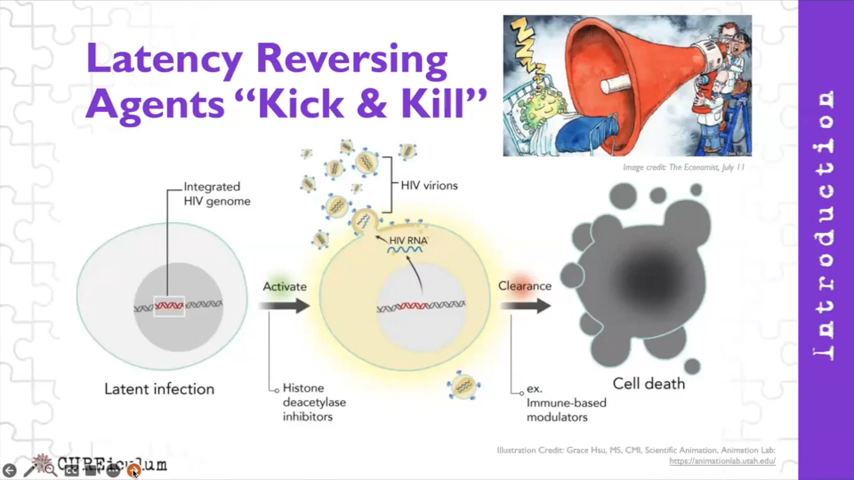 Latency Reversing
Agents “Kick & Kill”
Image credit: The Economist, July 11
Integrated
HIV genome
HIV virions
HIV RNA
Activate
Clearance
Latent infection
Histone
deacetylase
inhibitors
ex.
Immune-based
modulators
Cell death
Illustration Credit: Grace Hsu, MS, CMI, Scientific Animation, Animation Lab:
https://animationlab.utah.edu/
Introduction